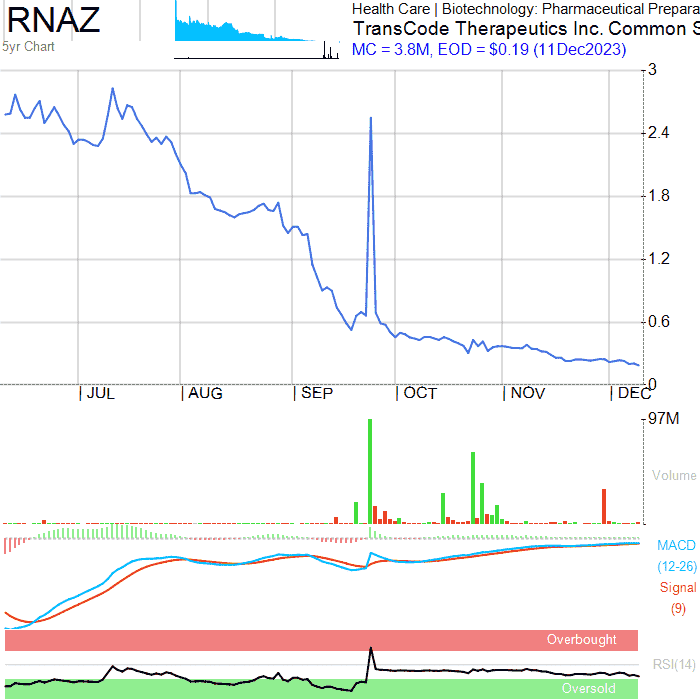 RNAZ
5yr Chart
Health Care | Biotechnology: Pharmaceutical Prepara
TransCode Therapeutics Inc. Common S
MC = 3.8M, EOD = $0.19 (11Dec2023)
3
2.4
1.8
1.2
0.6
0
| JUL | AUG | SEP | OCT | NOV | DEC
97M
Volume
MACD
(12-26)
Signal
(9)
Overbought
RSI(14)
Oversold